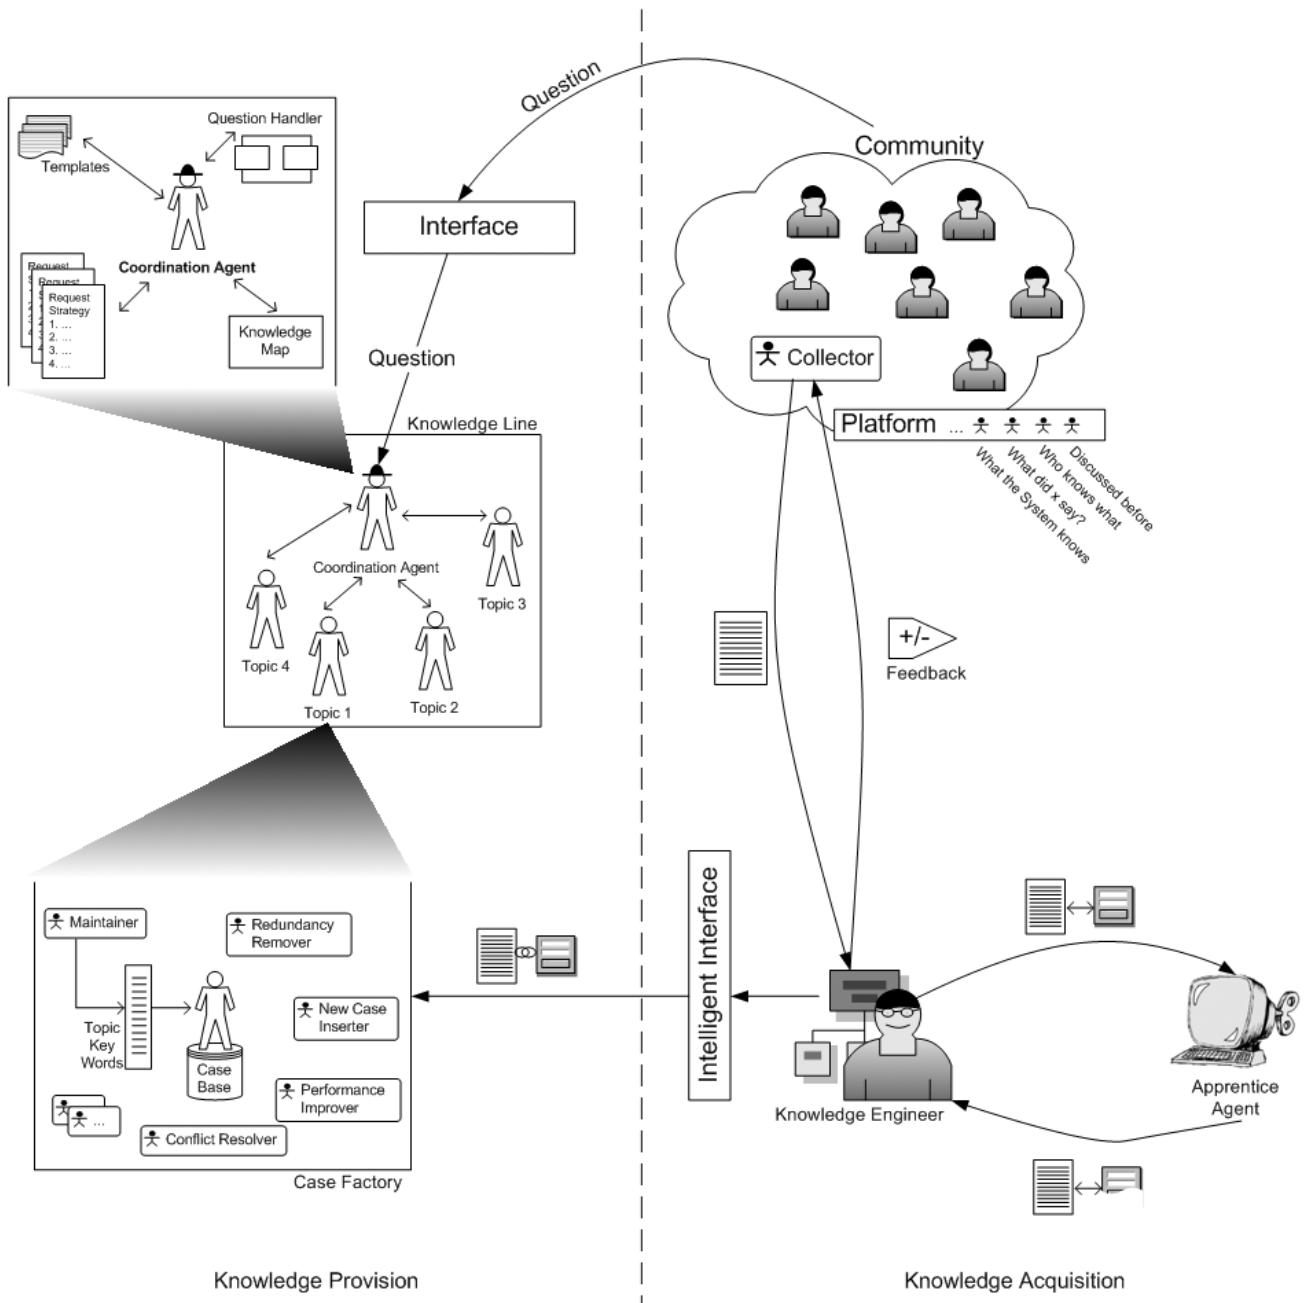 Question
Community
Question Handler
Templates
Coordination Agent
Request
Request
Request
Strategy
1. ...
2. ...
3. ...
4. ...
Knowledge
Map
Interface
Question
Collector
Platform ...
What the System knows
What did x say?
Who knows what
Discussed before
Knowledge Line
Coordination Agent
Topic 3
Topic 4
Topic 1
Topic 2
+/-
Feedback
Maintainer
Redundancy
Remover
Topic
Key
Words
Case
Base
New Case
Inserter
Performance
Improver
...
Conflict Resolver
Case Factory
Intelligent Interface
Knowledge Engineer
Apprentice
Agent
Knowledge Provision
Knowledge Acquisition